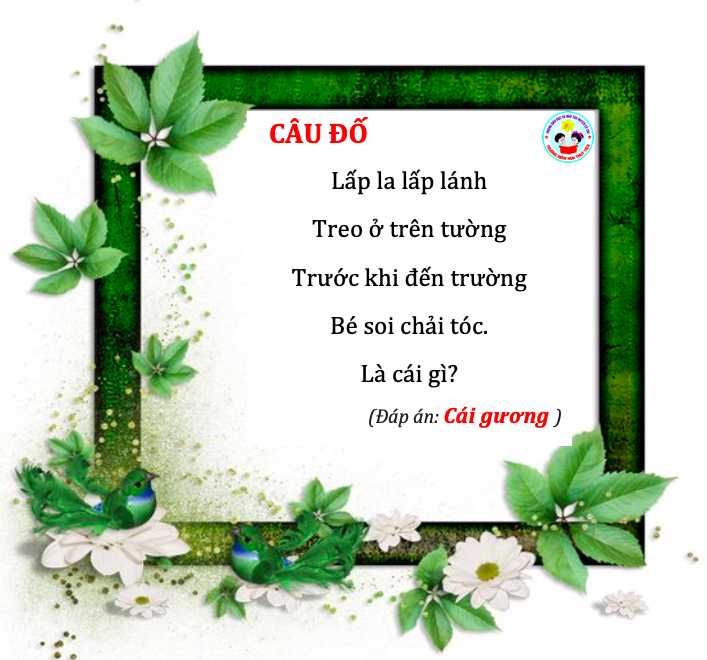 CÂU ĐỐ
Lấp la lấp lánh
Treo ở trên tường
Trước khi đến trường
Bé soi chải tóc.
Là cái gì?
(Đáp án: Cái gương )